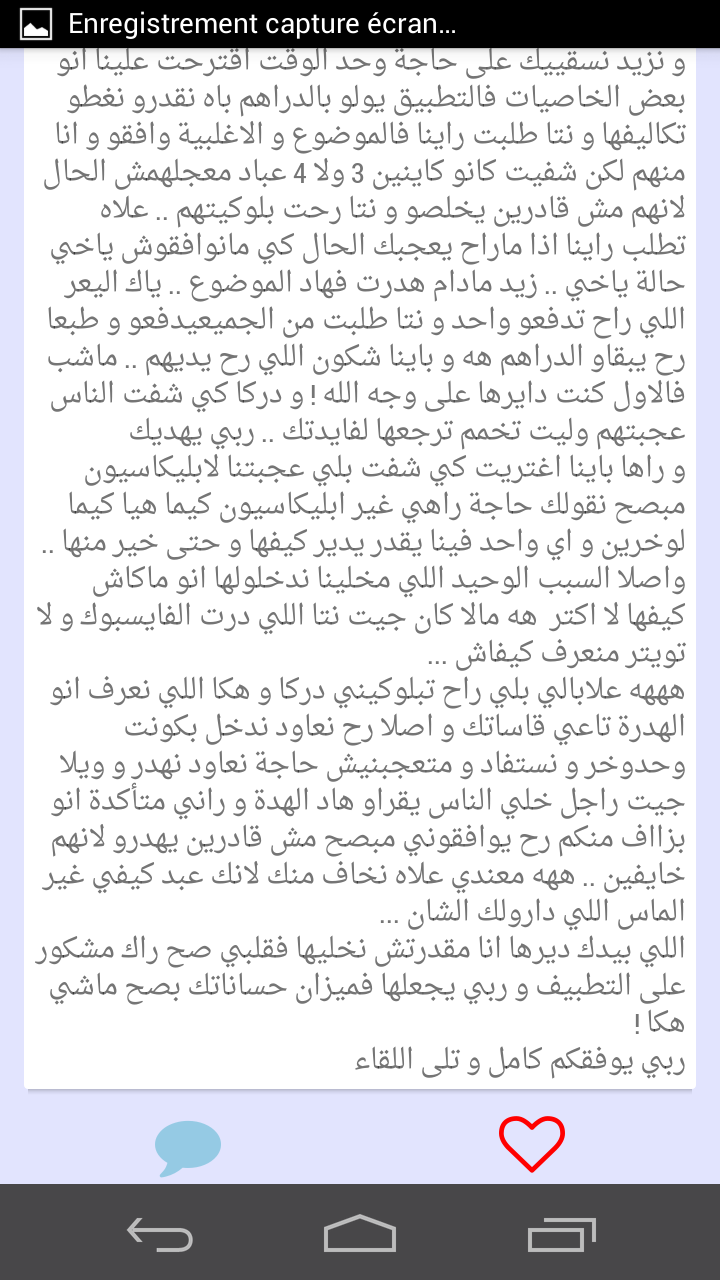 Enregistrement capture écran...
و نزيد نسقييك على حاجة وحد الوقت اقترحت علينا انو
بعض الخاصيات فالتطبيق يولو بالدراهم باه نقدرو نغطو
تكاليفها و نتا طلبت راينا فالموضوع و الاغلبية وافقو و انا
منهم لكن شفيت كانو كاينين 3 ولا 4 عباد معجلهمش الحال
لانهم مش قادرين يخلصو و نتا رحت بلوكيتهم .. علاه
تطلب راينا اذا ماراح يعجبك الحال كي مانوافقوش ياخي
حالة ياخي .. زيد مادام هدرت فهاد الموضوع .. ياك اليعر
اللي راح تدفعو واحد و نتا طلبت من الجميعيدفعو و طبعا
رح يبقاو الدراهم هه و باينا شكون اللي رح يديهم .. ماشب
فالاول كنت دايرها على وجه الله ! و دركا كي شفت الناس
عجبتهم وليت تخمم ترجعها لفايدتك .. ربي يهديك
و راها باينا اغتريت كي شفت بلي عجبتنا لابليكاسيون
مبصح نقولك حاجة راهي غير ابليكاسيون كيما هيا كيما
لوخرين و اي واحد فينا يقدر يدير كيفها و حتى خير منها ..
واصلا السبب الوحيد اللي مخلينا ندخلولها انو ماكاش
كيفها لا اكتر  هه مالا كان جيت نتا اللي درت الفايسبوك و لا
تويتر منعرف كيفاش ...
هههه علابالي بلي راح تبلوكيني دركا و هكا اللي نعرف انو
الهدرة تاعي قاساتك و اصلا رح نعاود ندخل بكونت
وحدوخر و نستفاد و متعجبنيش حاجة نعاود نهدر و ويلا
جيت راجل خلي الناس يقراو هاد الهدة و راني متأكدة انو
بزااف منكم رح يوافقوني مبصح مش قادرين يهدرو لانهم
خايفين .. ههه معندي علاه نخاف منك لانك عبد كيفي غير
الماس اللي دارولك الشان ...
اللي بيدك ديرها انا مقدرتش نخليها فقلبي صح راك مشكور
على التطبيف و ربي يجعلها فميزان حساناتك بصح ماشي
هكا !
ربي يوفقكم كامل و تلى اللقاء